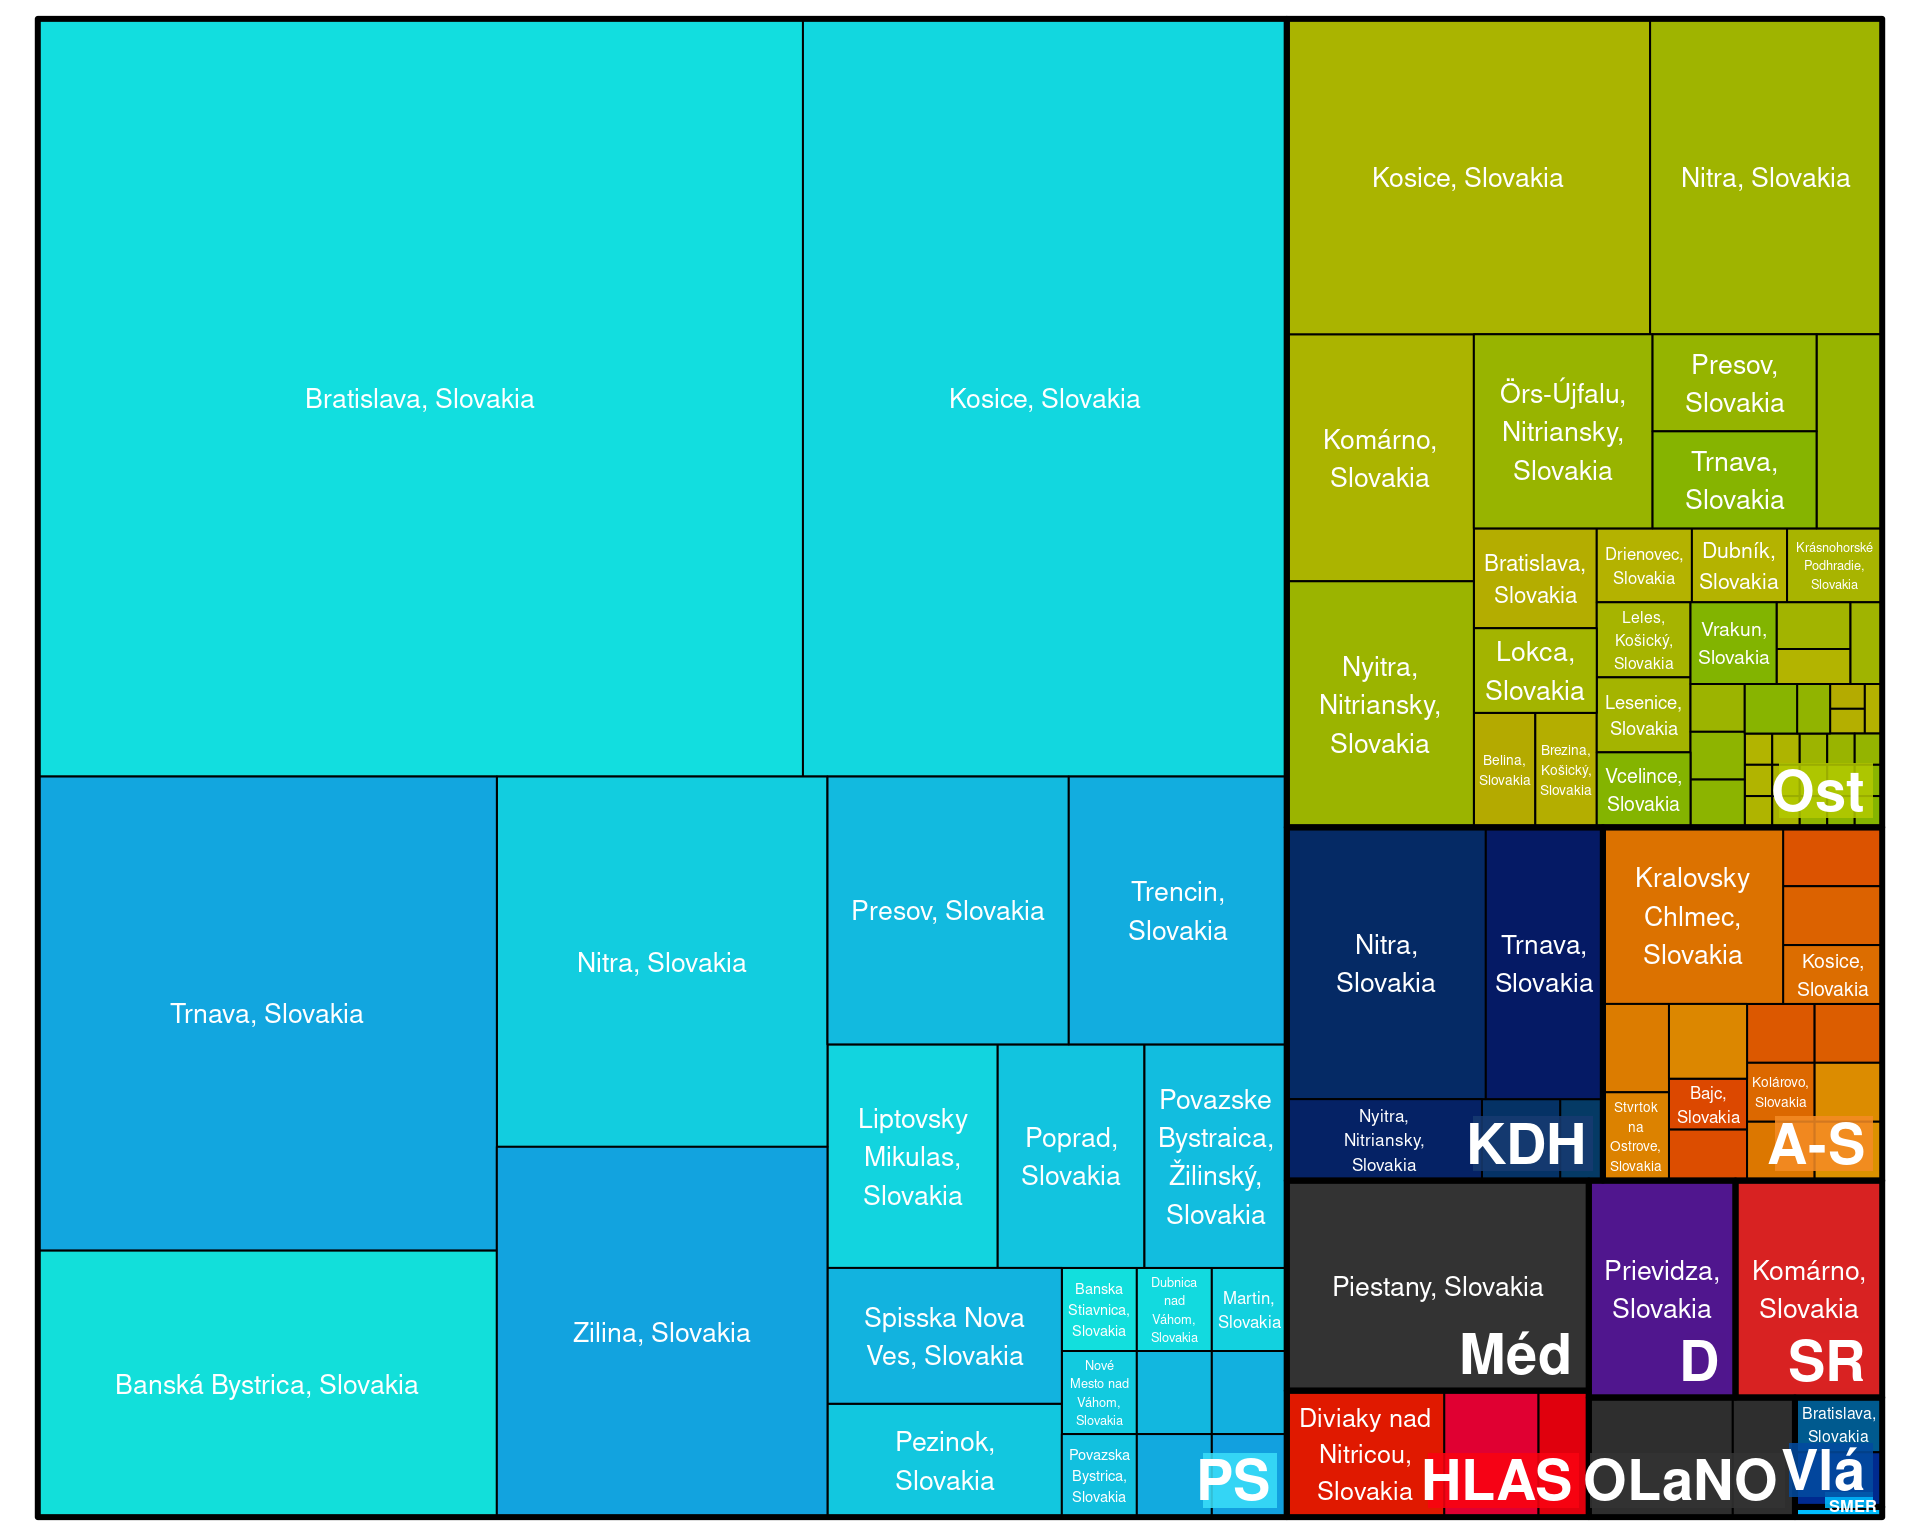 Bratislava, Slovakia
Kosice, Slovakia
Trnava, Slovakia
Nitra, Slovakia
Presov, Slovakia
Trencin,
Slovakia
Banská Bystrica, Slovakia
Zilina, Slovakia
Liptovsky
Mikulas,
Slovakia
Poprad,
Slovakia
Povazske
Bystraica,
Žilinský,
Slovakia
Spisska Nova
Ves, Slovakia
Pezinok,
Slovakia
Banska
Stiavnica,
Slovakia
Dubnica
nad
Váhom,
Slovakia
Martin,
Slovakia
Nové
Mesto nad
Váhom,
Slovakia
Povazska
Bystrica,
Slovakia
PS
Kosice, Slovakia
Nitra, Slovakia
Komárno,
Slovakia
Örs-Újfalu,
Nitriansky,
Slovakia
Presov,
Slovakia
Trnava,
Slovakia
Nyitra,
Nitriansky,
Slovakia
Bratislava,
Slovakia
Drienovec,
Slovakia
Dubník,
Slovakia
Krásnohorské
Podhradie,
Slovakia
Lokca,
Slovakia
Leles,
Košický,
Slovakia
Vrakun,
Slovakia
Lesenice,
Slovakia
Belina,
Slovakia
Brezina,
Košický,
Slovakia
Vcelince,
Slovakia
Ost
Nitra,
Slovakia
Trnava,
Slovakia
Nyitra,
Nitriansky,
Slovakia
KDH
Kralovsky
Chlmec,
Slovakia
Kosice,
Slovakia
Stvrtok
na
Ostrove,
Slovakia
Bajc,
Slovakia
Kolárovo,
Slovakia
A-S
Piestany, Slovakia
Méd
Prievidza,
Slovakia
D
Komárno,
Slovakia
SR
Diviaky nad
Nitricou,
Slovakia
HLAS
OLaNO
Bratislava,
Slovakia
Vlá
SMER